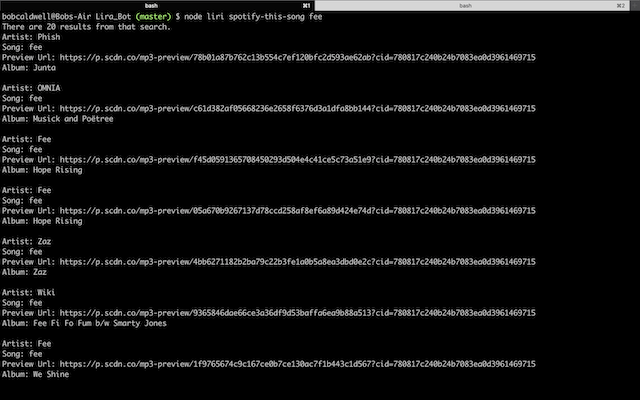 bash ⌘1 bash ⌘2
bobcaldwell@Bobs-Air Lira_Bot (master) $ node liri spotify-this-song fee
There are 20 results from that search.
Artist: Phish
Song: fee
Preview Url: https://p.scdn.co/mp3-preview/78b01a87b762c13b554c7ef120bfc2d593ae62ab?cid=780817c240b24b7083ea0d3961469715
Album: Junta
Artist: OMNIA
Song: fee
Preview Url: https://p.scdn.co/mp3-preview/c61d382af05668236e2658f6376d3a1dfa8bb144?cid=780817c240b24b7083ea0d3961469715
Album: Musick and Poëtree
Artist: Fee
Song: fee
Preview Url: https://p.scdn.co/mp3-preview/f45d0591365708450293d504e4c41ce5c73a51e9?cid=780817c240b24b7083ea0d3961469715
Album: Hope Rising
Artist: Fee
Song: fee
Preview Url: https://p.scdn.co/mp3-preview/05a670b9267137d78ccd258af8ef6a89d424e74d?cid=780817c240b24b7083ea0d3961469715
Album: Hope Rising
Artist: Zaz
Song: fee
Preview Url: https://p.scdn.co/mp3-preview/4bb6271182b2ba79c22b3fe1a0b5a8ea3dbd0e2c?cid=780817c240b24b7083ea0d3961469715
Album: Zaz
Artist: Wiki
Song: fee
Preview Url: https://p.scdn.co/mp3-preview/9365846dae66ce3a36df9d53baffa6ea9b88a513?cid=780817c240b24b7083ea0d3961469715
Album: Fee Fi Fo Fum b/w Smarty Jones
Artist: Fee
Song: fee
Preview Url: https://p.scdn.co/mp3-preview/1f9765674c9c167ce0b7ce130ac7f1b443c1d567?cid=780817c240b24b7083ea0d3961469715
Album: We Shine